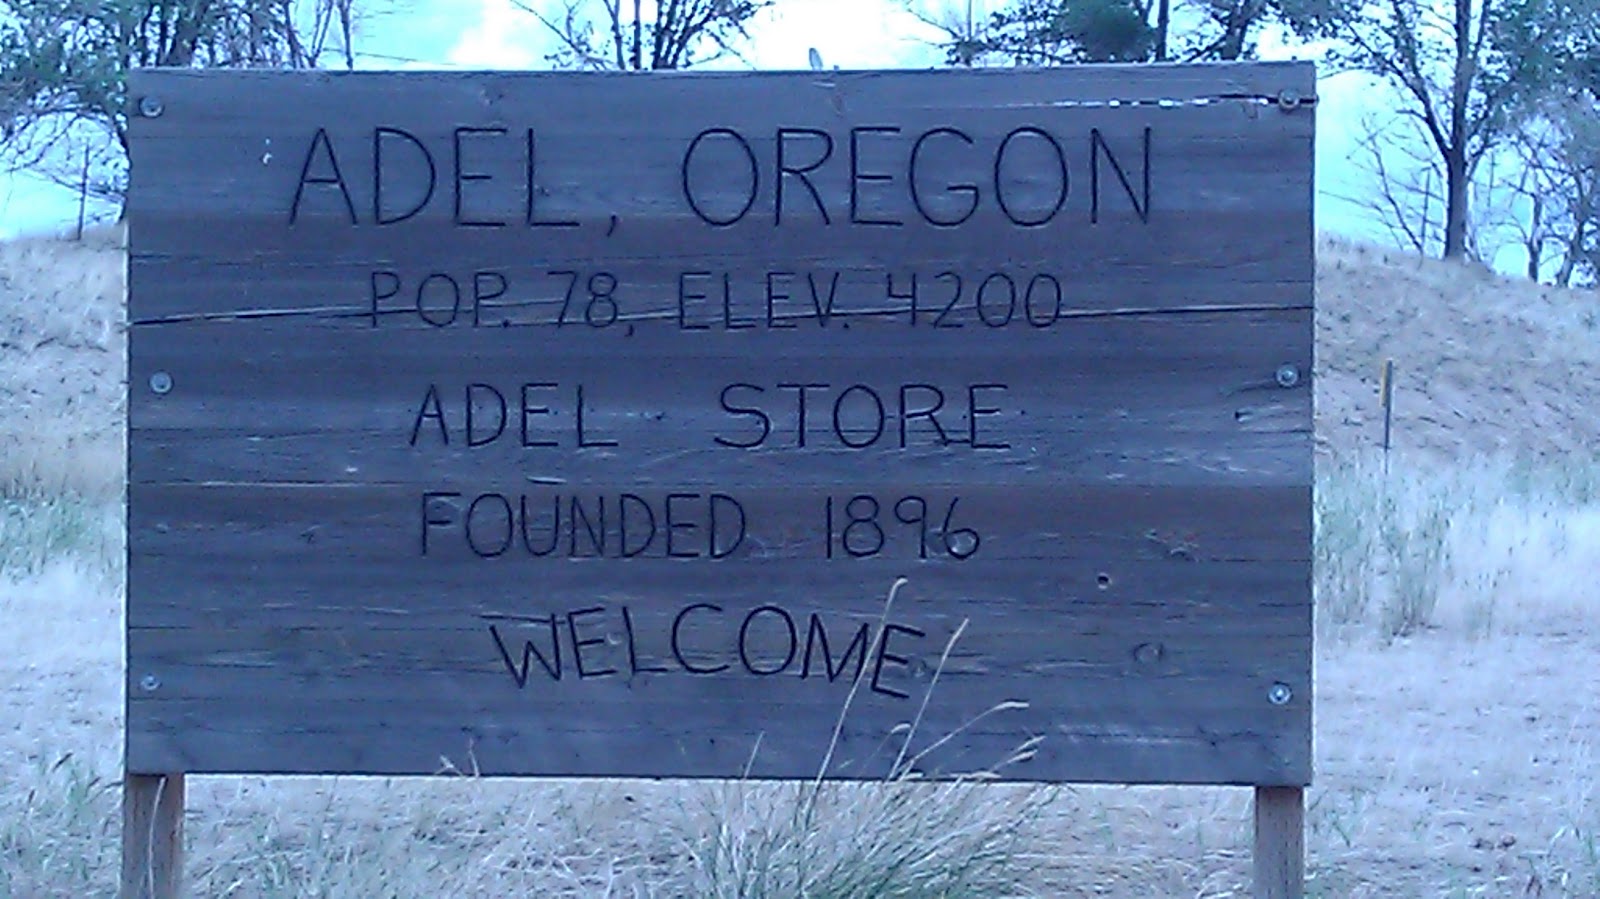 ADEL, OREGON
POP. 78, ELEV. 4200
ADEL STORE
FOUNDED 1896
WELCOME